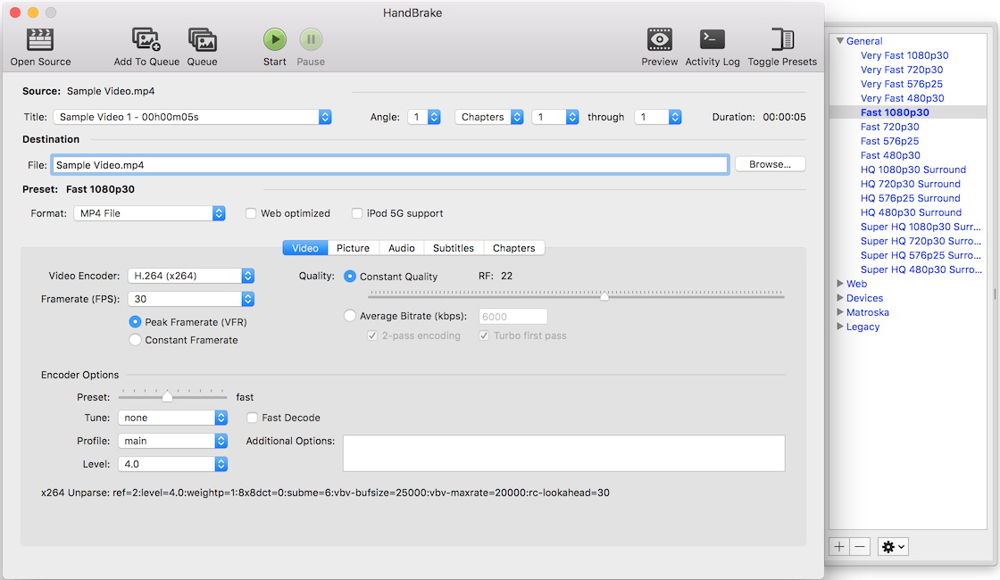 HandBrake
Open Source
Add To Queue
Queue
Start
Pause
Preview
Activity Log
Toggle Presets
Source: Sample Video.mp4
Title: Sample Video 1 - 00h00m05s
Angle: 1
Chapters 1 through 1
Duration: 00:00:05
Destination
File: Sample Video.mp4
Browse...
Preset: Fast 1080p30
Format: MP4 File
Web optimized
iPod 5G support
Video
Picture
Audio
Subtitles
Chapters
Video Encoder: H.264 (x264)
Framerate (FPS): 30
Peak Framerate (VFR)
Constant Framerate
Quality: Constant Quality
RF: 22
Average Bitrate (kbps): 6000
2-pass encoding
Turbo first pass
Encoder Options
Preset: fast
Tune: none
Fast Decode
Profile: main
Additional Options:
Level: 4.0
x264 Unparse: ref=2:level=4.0:weightp=1:8x8dct=0:subme=6:vbv-bufsize=25000:vbv-maxrate=20000:rc-lookahead=30
General
Very Fast 1080p30
Very Fast 720p30
Very Fast 576p25
Very Fast 480p30
Fast 1080p30
Fast 720p30
Fast 576p25
Fast 480p30
HQ 1080p30 Surround
HQ 720p30 Surround
HQ 576p25 Surround
HQ 480p30 Surround
Super HQ 1080p30 Surr...
Super HQ 720p30 Surro...
Super HQ 576p25 Surro...
Super HQ 480p30 Surro...
Web
Devices
Matroska
Legacy